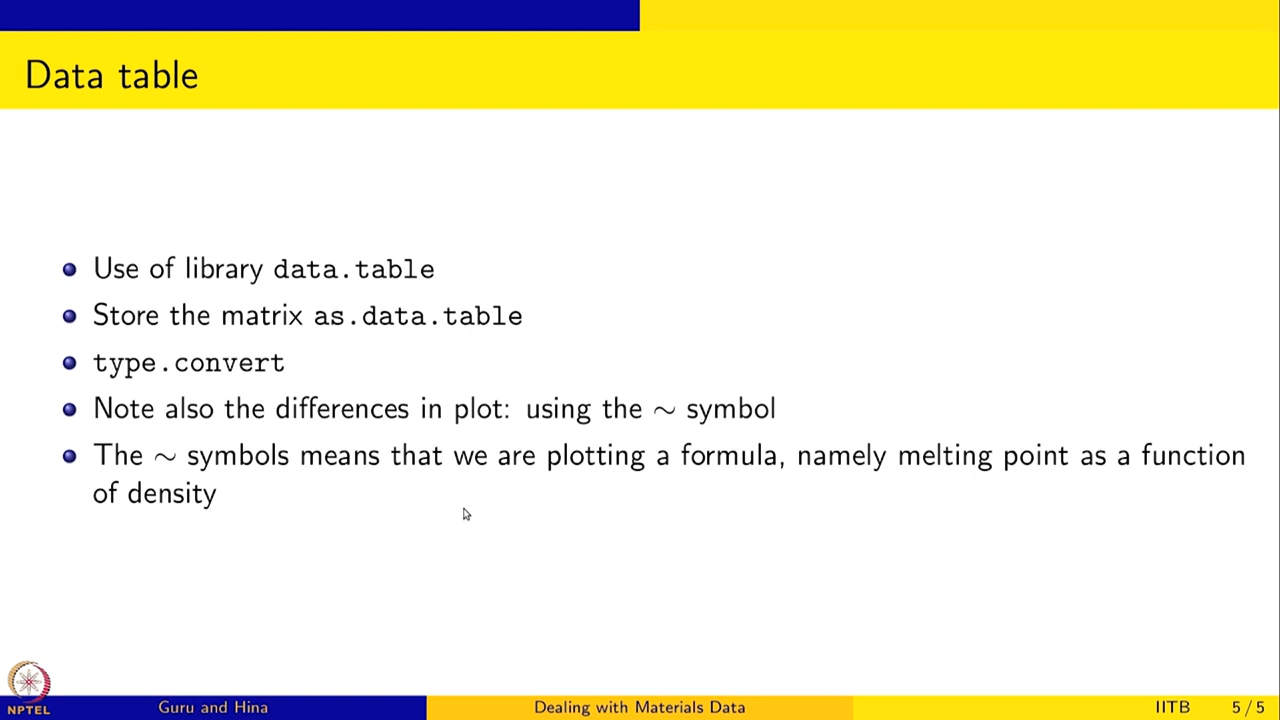 Data table
Use of library data.table
Store the matrix as.data.table
type.convert
Note also the differences in plot: using the ∼ symbol
The ∼ symbols means that we are plotting a formula, namely melting point as a function
of density
NPTEL
Guru and Hina
Dealing with Materials Data
IITB
5 / 5